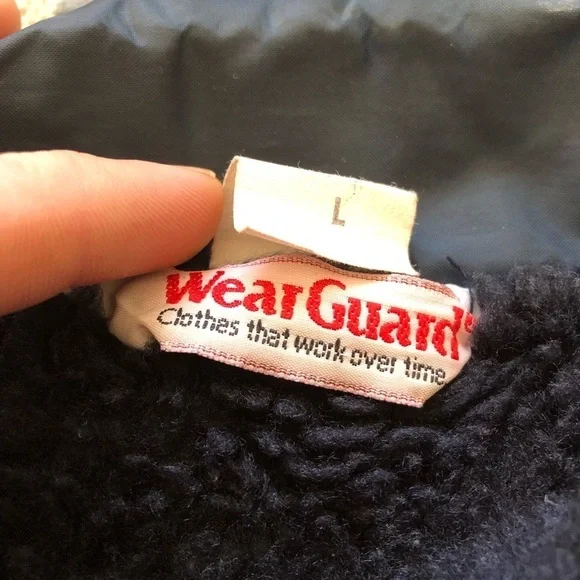 L
WearGuard®
Clothes that work over time.